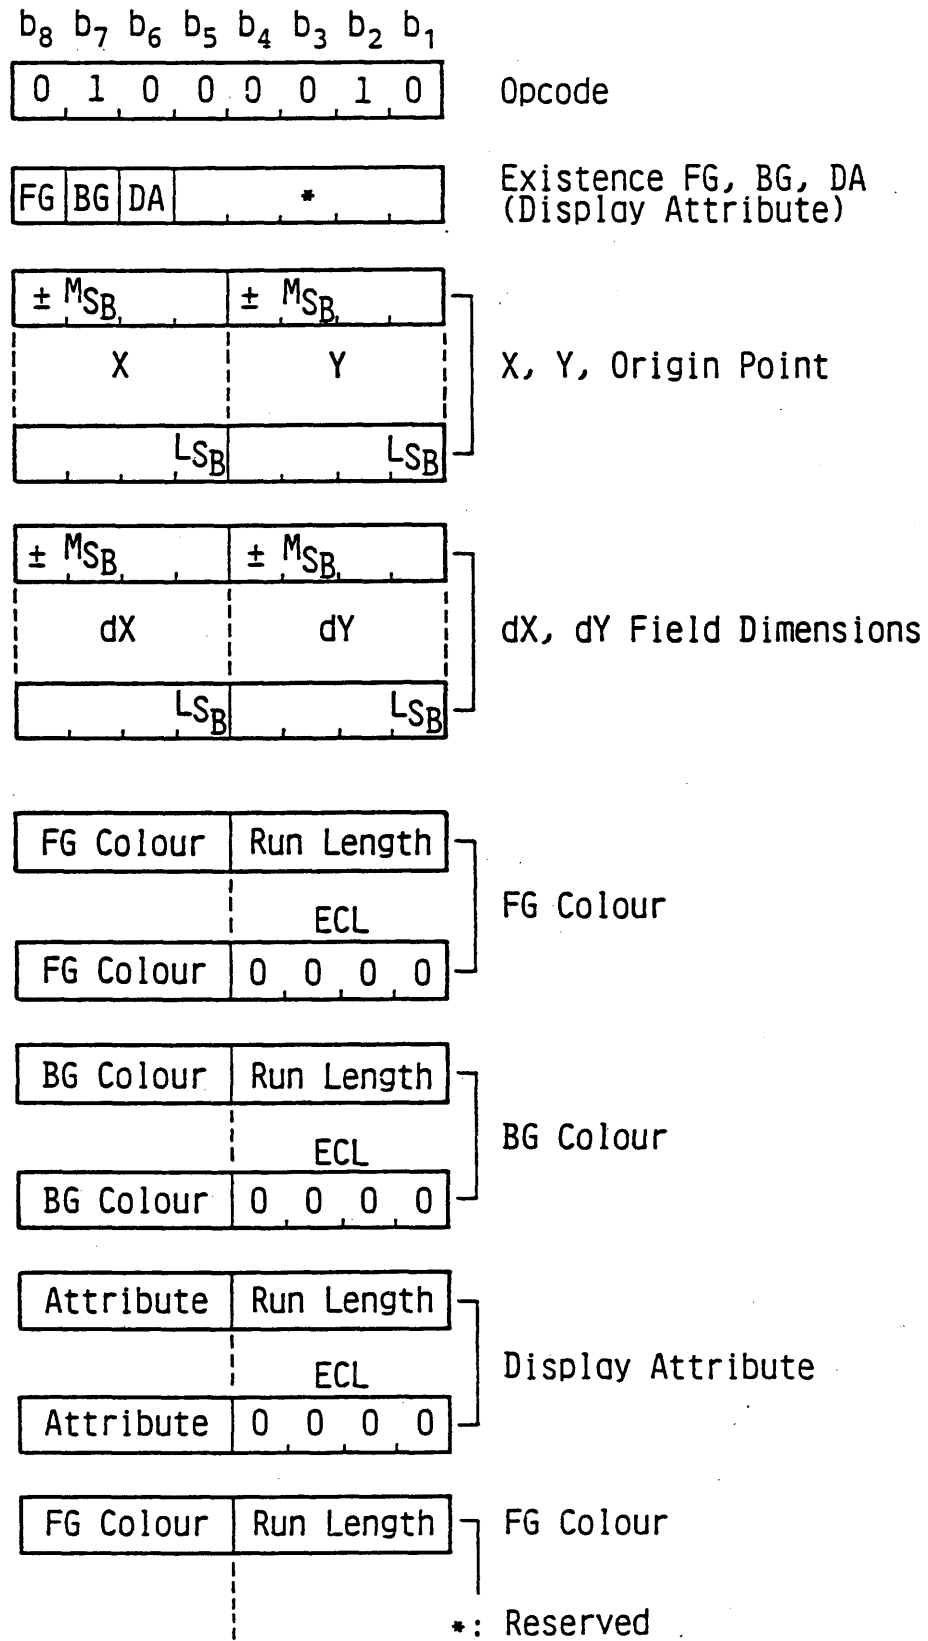 b8 b7 b6 b5 b4 b3 b2 b1
0 1 0 0 0 0 1 0 Opcode
FG BG DA * Existence FG, BG, DA
(Display Attribute)
± MSB ± MSB
X Y X, Y, Origin Point
LSB LSB
± MSB ± MSB
dX dY dX, dY Field Dimensions
LSB LSB
FG Colour Run Length
FG Colour
ECL
FG Colour 0 0 0 0
BG Colour Run Length
BG Colour
ECL
BG Colour 0 0 0 0
Attribute Run Length
Display Attribute
ECL
Attribute 0 0 0 0
FG Colour Run Length FG Colour
*: Reserved